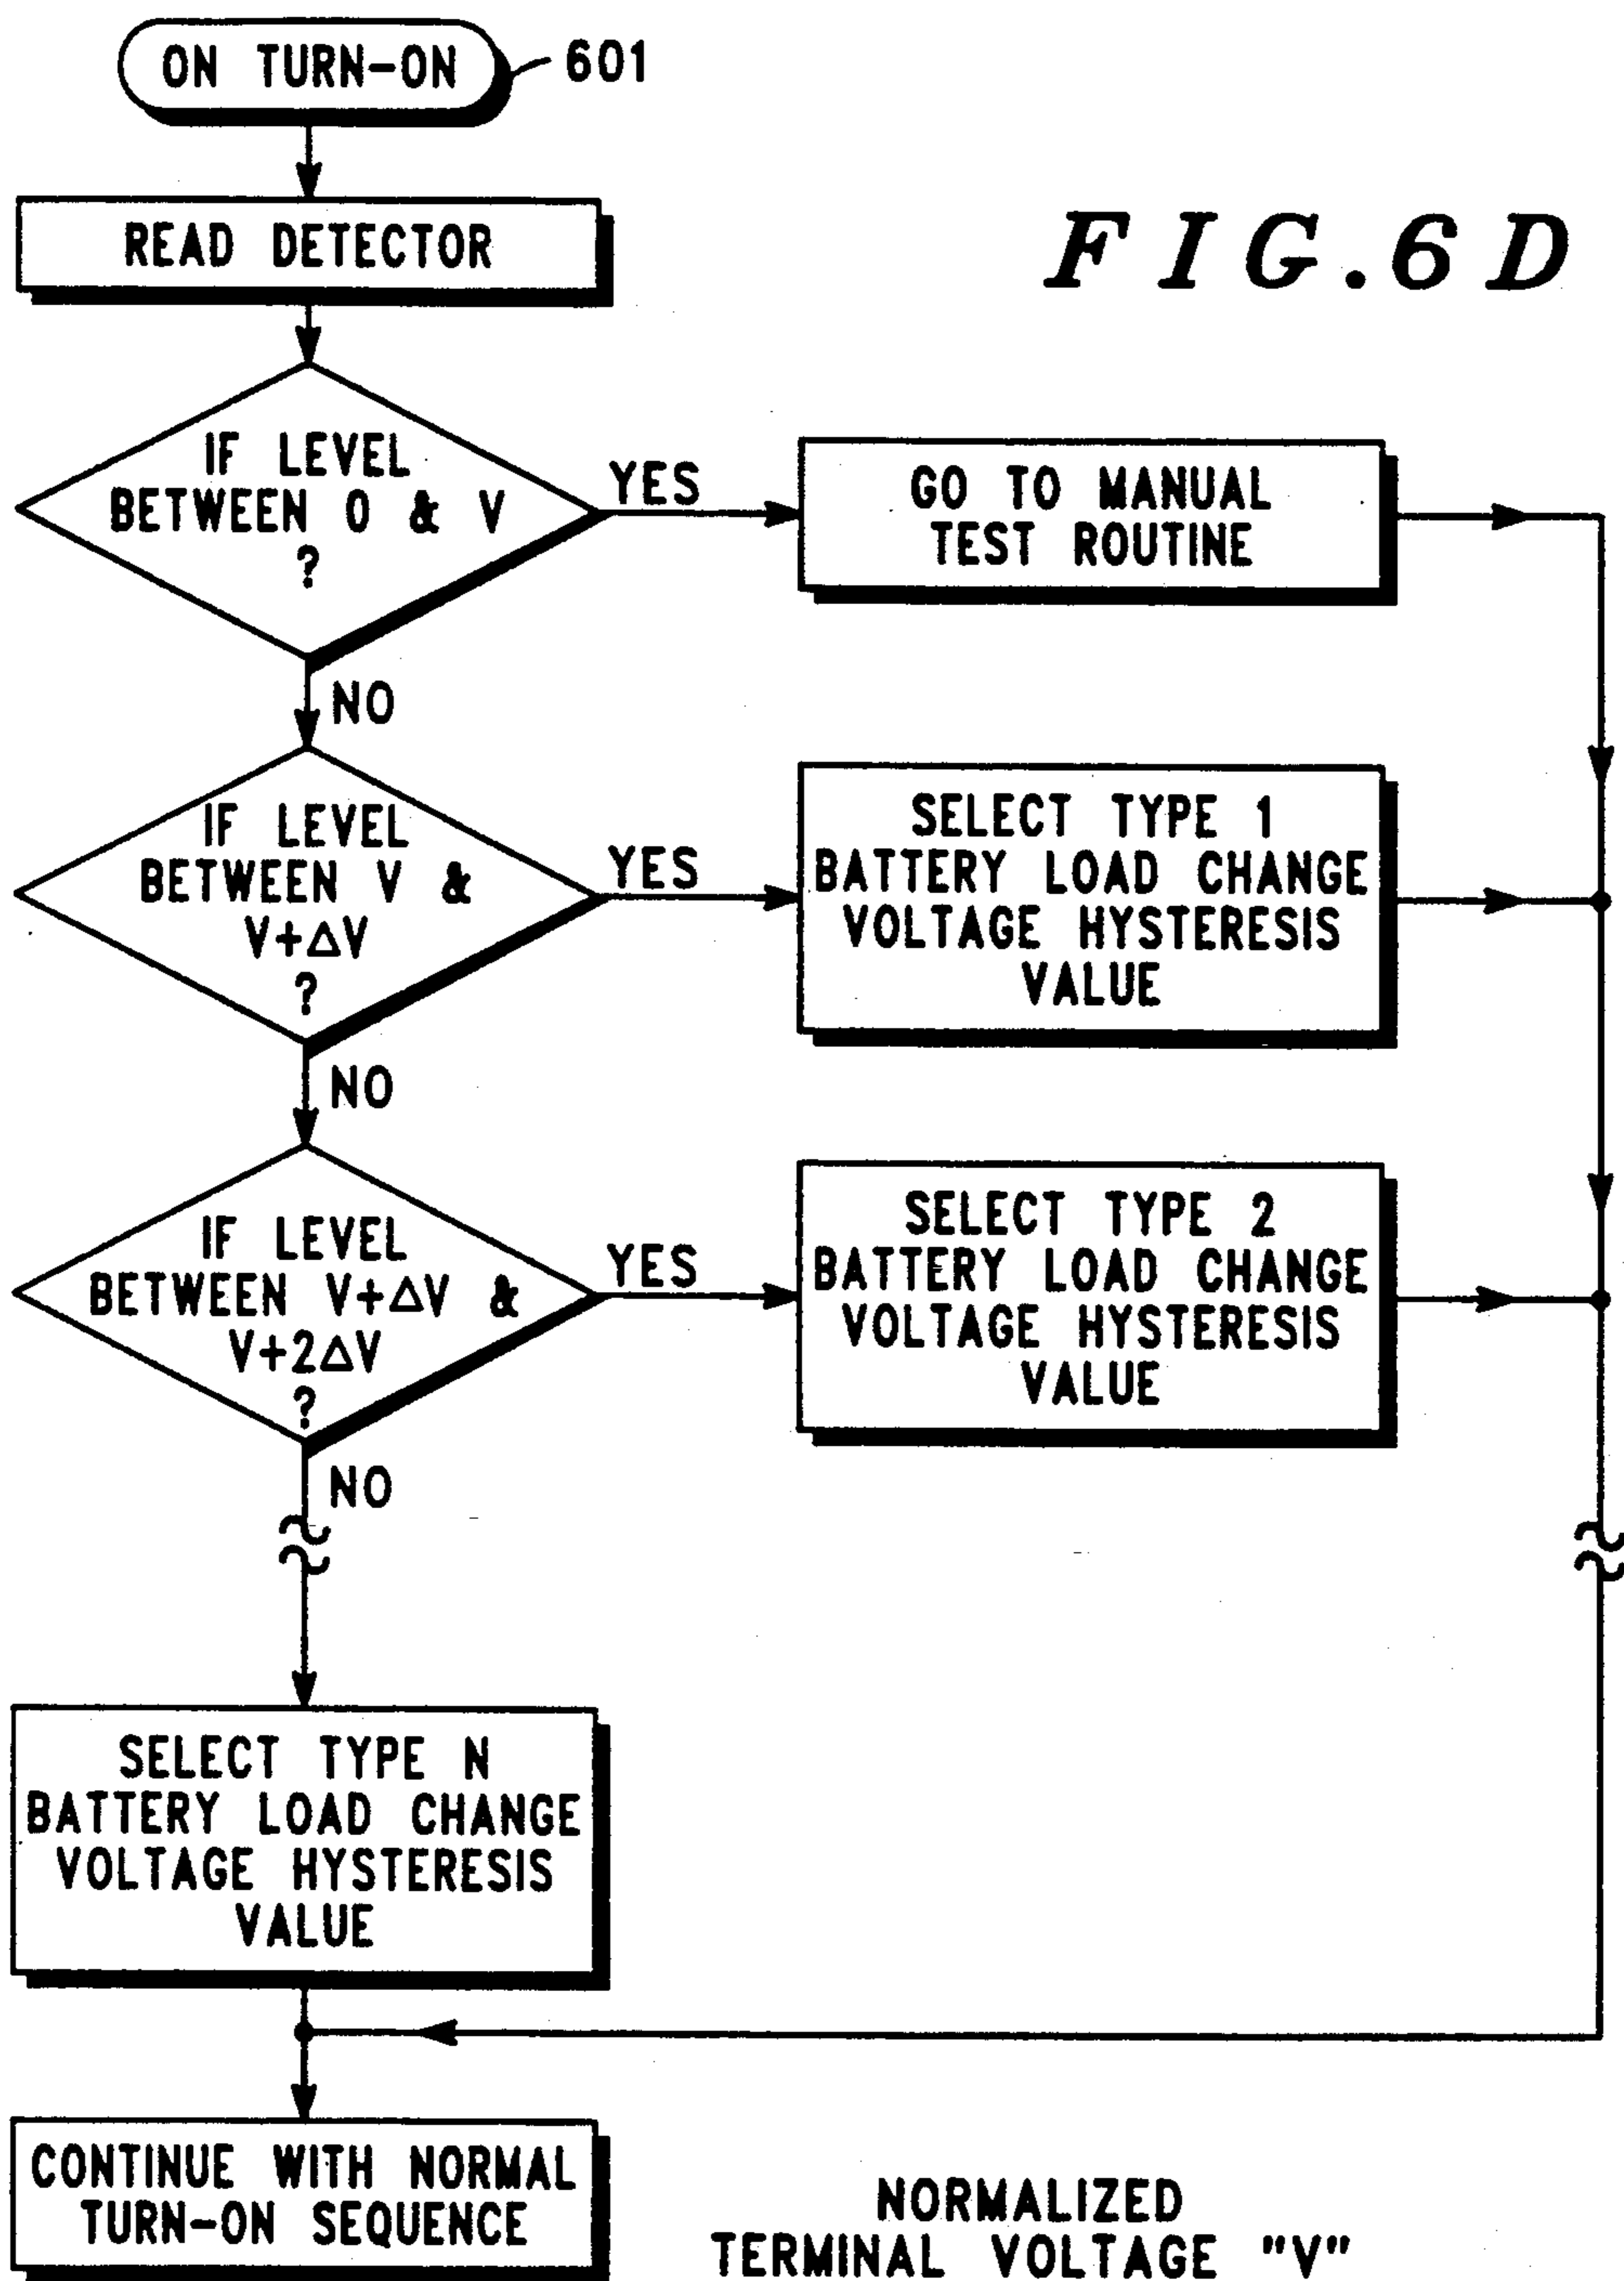 ON TURN-ON
601
READ DETECTOR
FIG.6D
IF LEVEL
BETWEEN 0 & V
?
YES
GO TO MANUAL
TEST ROUTINE
NO
IF LEVEL
BETWEEN V &
V+ΔV
?
YES
SELECT TYPE 1
BATTERY LOAD CHANGE
VOLTAGE HYSTERESIS
VALUE
NO
IF LEVEL
BETWEEN V+ΔV &
V+2ΔV
?
YES
SELECT TYPE 2
BATTERY LOAD CHANGE
VOLTAGE HYSTERESIS
VALUE
NO
SELECT TYPE N
BATTERY LOAD CHANGE
VOLTAGE HYSTERESIS
VALUE
CONTINUE WITH NORMAL
TURN-ON SEQUENCE
NORMALIZED
TERMINAL VOLTAGE "V"